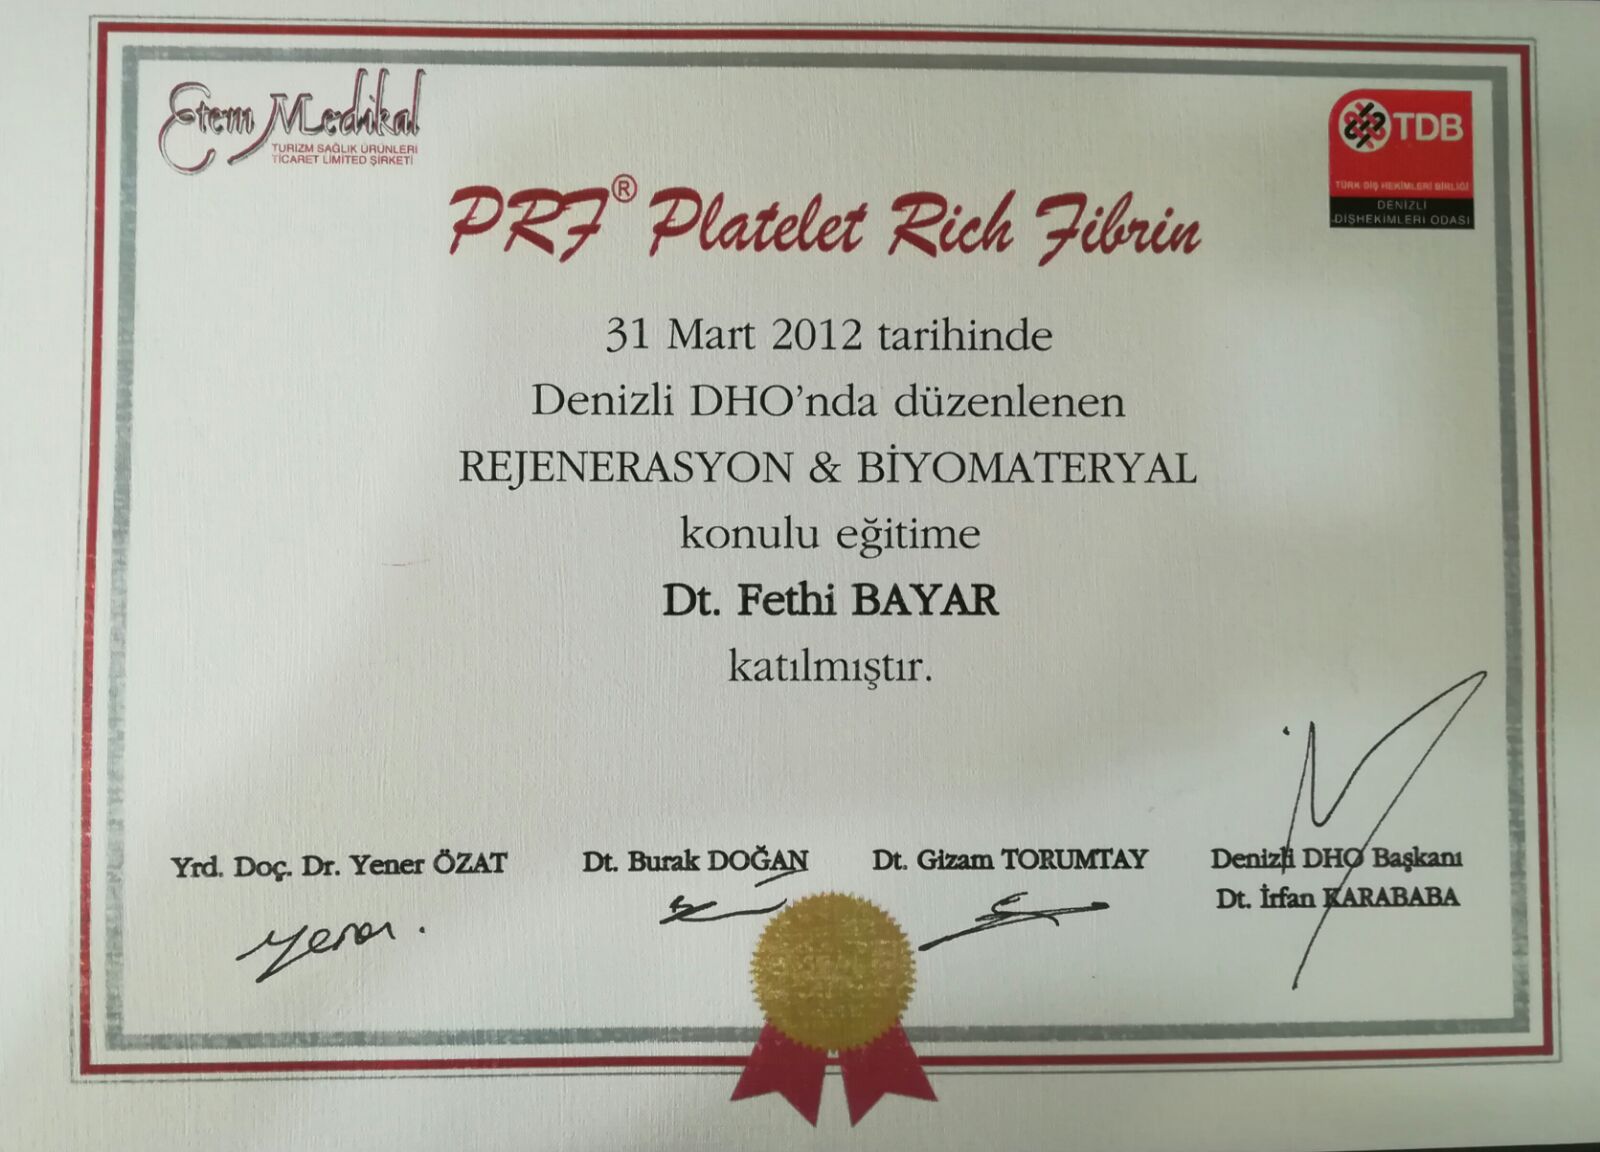 Etem Medikal
TURIZM SAĞLIK ÜRÜNLERİ
TİCARET LİMİTED ŞİRKETİ
TDB
TÜRK DİŞ HEKİMLERİ BİRLİĞİ
DENİZLİ
DİŞHEKİMLERİ ODASI
PRF® Platelet Rich Fibrin
31 Mart 2012 tarihinde
Denizli DHO'nda düzenlenen
REJENERASYON & BİYOMATERYAL
konulu eğitime
Dt. Fethi BAYAR
katılmıştır.
Yrd. Doç. Dr. Yener ÖZAT
Dt. Burak DOĞAN
Dt. Gizam TORUMTAY
Denizli DHO Başkanı
Dt. İrfan KARABABA
Yener.